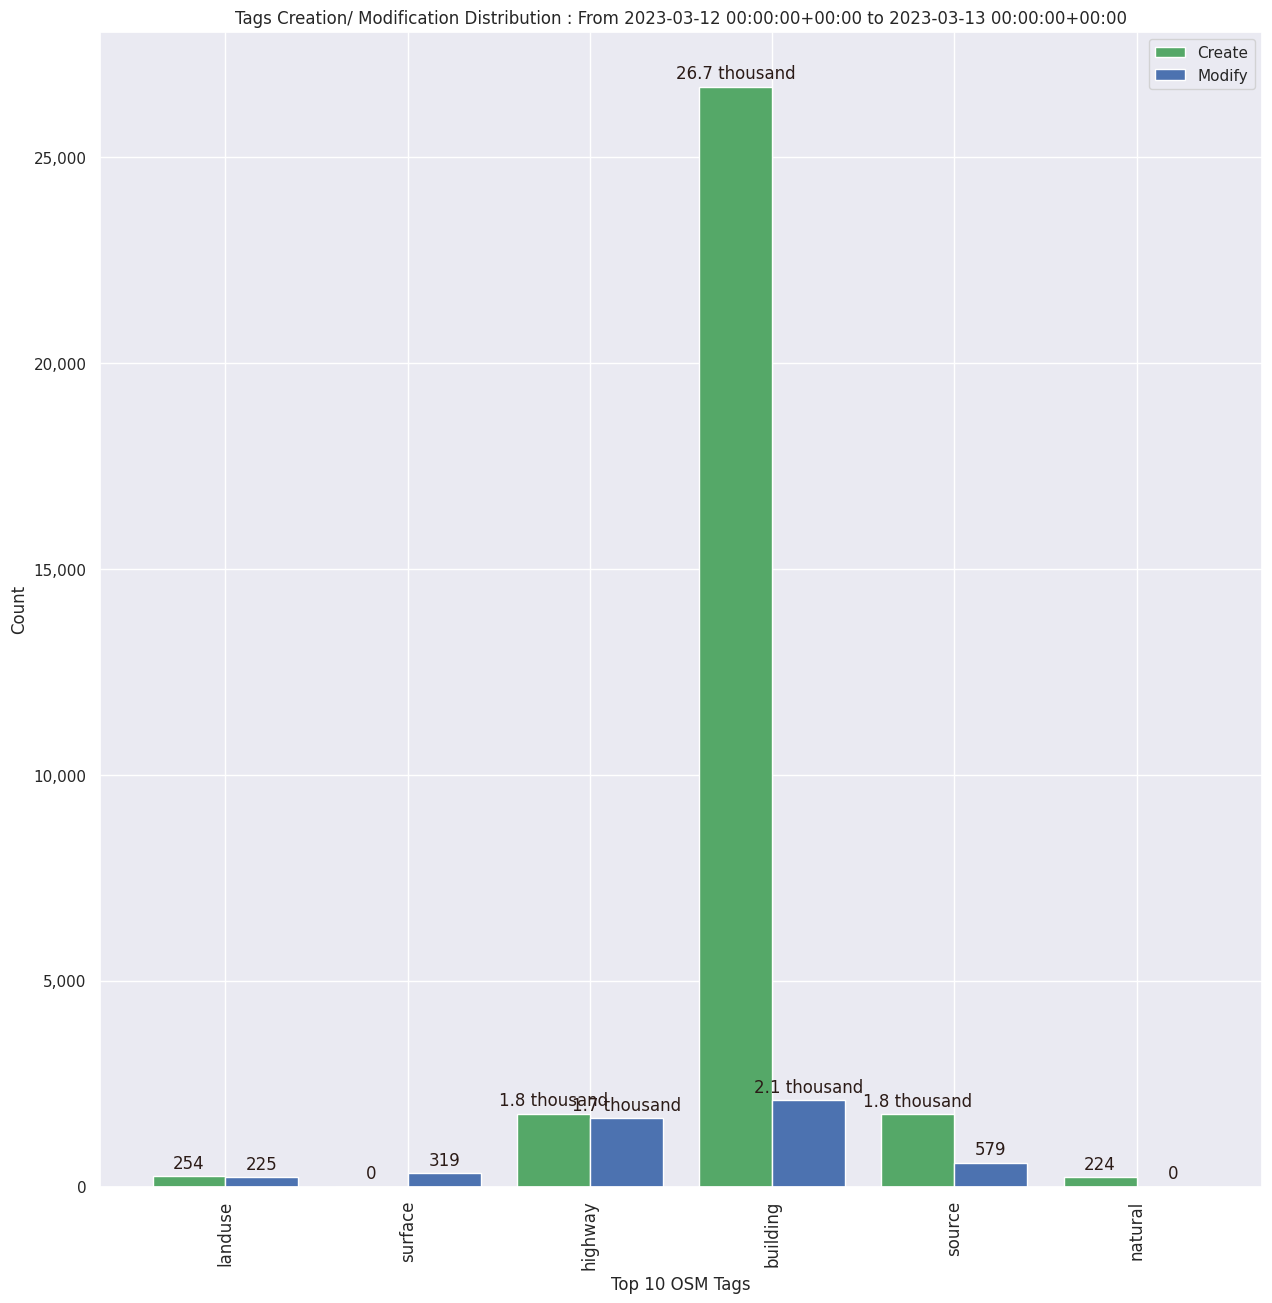 Tags Creation/ Modification Distribution : From 2023-03-12 00:00:00+00:00 to 2023-03-13 00:00:00+00:00
Create
Modify
26.7 thousand
25,000
20,000
15,000
10,000
5,000
0
Count
254
225
0
319
1.8 thousand
1.7 thousand
2.1 thousand
1.8 thousand
579
224
0
landuse
surface
highway
building
source
natural
Top 10 OSM Tags